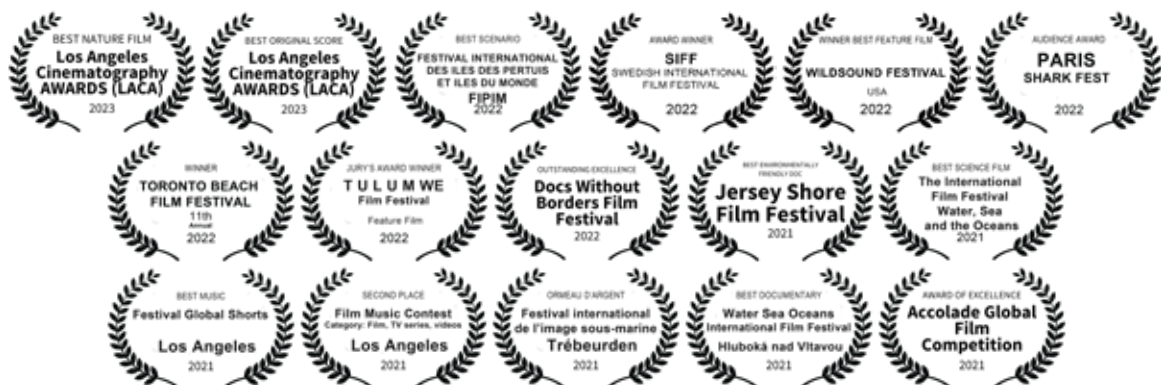 BEST NATURE FILM
Los Angeles
Cinematography
AWARDS (LACA)
2023
BEST ORIGINAL SCORE
Los Angeles
Cinematography
AWARDS (LACA)
2023
BEST SCENARIO
FESTIVAL INTERNATIONAL
DES ILES DES PERTUIS
ET ILES DU MONDE
FIPIM
2022
AWARD WINNER
SIFF
SWEDISH INTERNATIONAL
FILM FESTIVAL
2022
WINNER BEST FEATURE FILM
WILDSOUND FESTIVAL
USA
2022
AUDIENCE AWARD
PARIS
SHARK FEST
2022
WINNER
TORONTO BEACH
FILM FESTIVAL
11th
Annual
2022
JURY'S AWARD WINNER
T U L U M WE
Film Festival
Feature Film
2022
OUTSTANDING EXCELLENCE
Docs Without
Borders Film
Festival
2022
BEST ENVIRONMENTALLY
FRIENDLY DOC
Jersey Shore
Film Festival
2021
BEST SCIENCE FILM
The International
Film Festival
Water, Sea
and the Oceans
2021
BEST MUSIC
Festival Global Shorts
Los Angeles
2021
SECOND PLACE
Film Music Contest
Category: Film, TV series, videos
Los Angeles
2021
ORMEAU D'ARGENT
Festival international
de l'image sous-marine
Trébeurden
2021
BEST DOCUMENTARY
Water Sea Oceans
International Film Festival
Hluboká nad Vltavou
2021
AWARD OF EXCELLENCE
Accolade Global
Film
Competition
2021